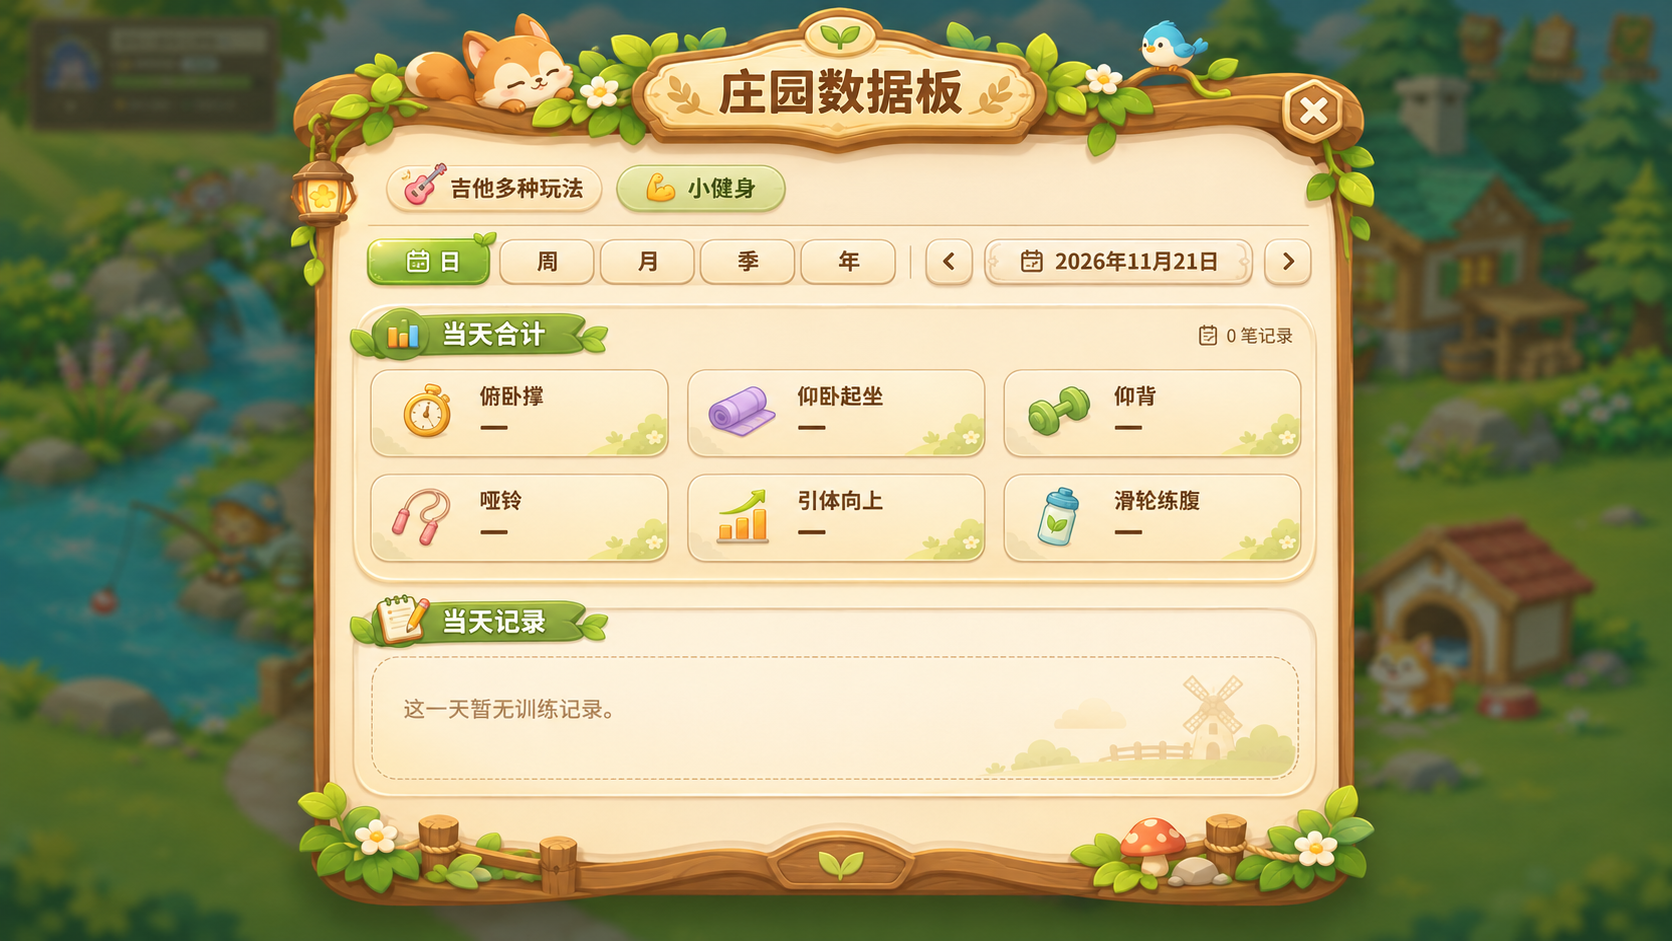 庄园数据板
吉他多种玩法
小健身
日
周
月
季
年
2026年11月21日
当天合计
0 笔记录
俯卧撑
—
仰卧起坐
—
仰背
—
哑铃
—
引体向上
—
滑轮练腹
—
当天记录
这一天暂无训练记录。